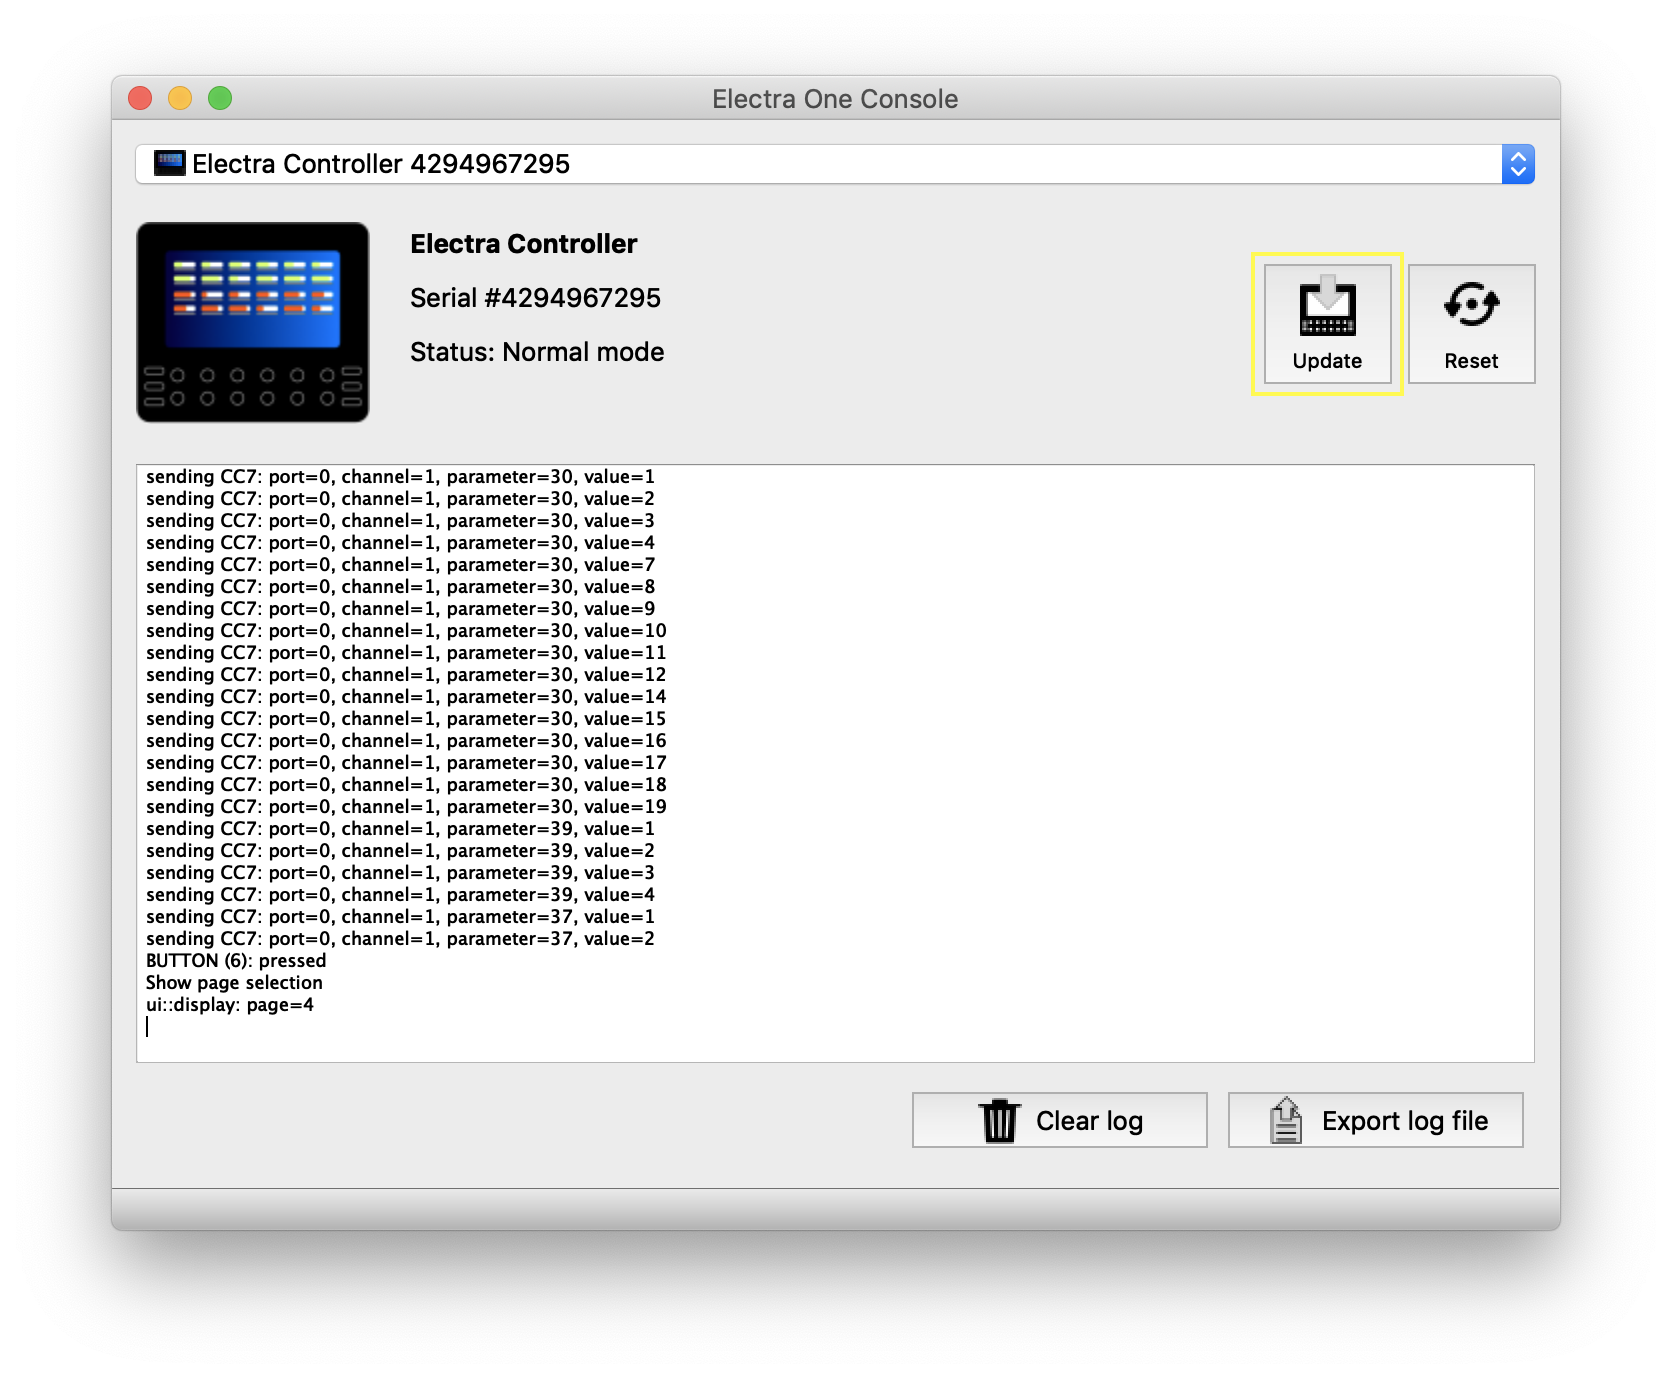 Electra One Console
Electra Controller 4294967295
Electra Controller
Serial #4294967295
Status: Normal mode
Update
Reset
sending CC7: port=0, channel=1, parameter=30, value=1
sending CC7: port=0, channel=1, parameter=30, value=2
sending CC7: port=0, channel=1, parameter=30, value=3
sending CC7: port=0, channel=1, parameter=30, value=4
sending CC7: port=0, channel=1, parameter=30, value=7
sending CC7: port=0, channel=1, parameter=30, value=8
sending CC7: port=0, channel=1, parameter=30, value=9
sending CC7: port=0, channel=1, parameter=30, value=10
sending CC7: port=0, channel=1, parameter=30, value=11
sending CC7: port=0, channel=1, parameter=30, value=12
sending CC7: port=0, channel=1, parameter=30, value=14
sending CC7: port=0, channel=1, parameter=30, value=15
sending CC7: port=0, channel=1, parameter=30, value=16
sending CC7: port=0, channel=1, parameter=30, value=17
sending CC7: port=0, channel=1, parameter=30, value=18
sending CC7: port=0, channel=1, parameter=30, value=19
sending CC7: port=0, channel=1, parameter=39, value=1
sending CC7: port=0, channel=1, parameter=39, value=2
sending CC7: port=0, channel=1, parameter=39, value=3
sending CC7: port=0, channel=1, parameter=39, value=4
sending CC7: port=0, channel=1, parameter=37, value=1
sending CC7: port=0, channel=1, parameter=37, value=2
BUTTON (6): pressed
Show page selection
ui::display: page=4
Clear log
Export log file